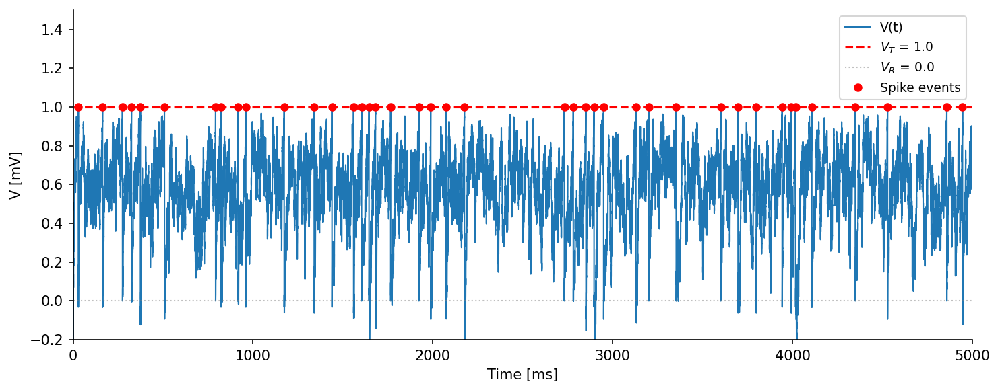 1.4
1.2
1.0
0.8
0.6
0.4
0.2
0.0
−0.2
V [mV]
0
1000
2000
3000
4000
5000
Time [ms]
V(t)
V_T = 1.0
V_R = 0.0
Spike events